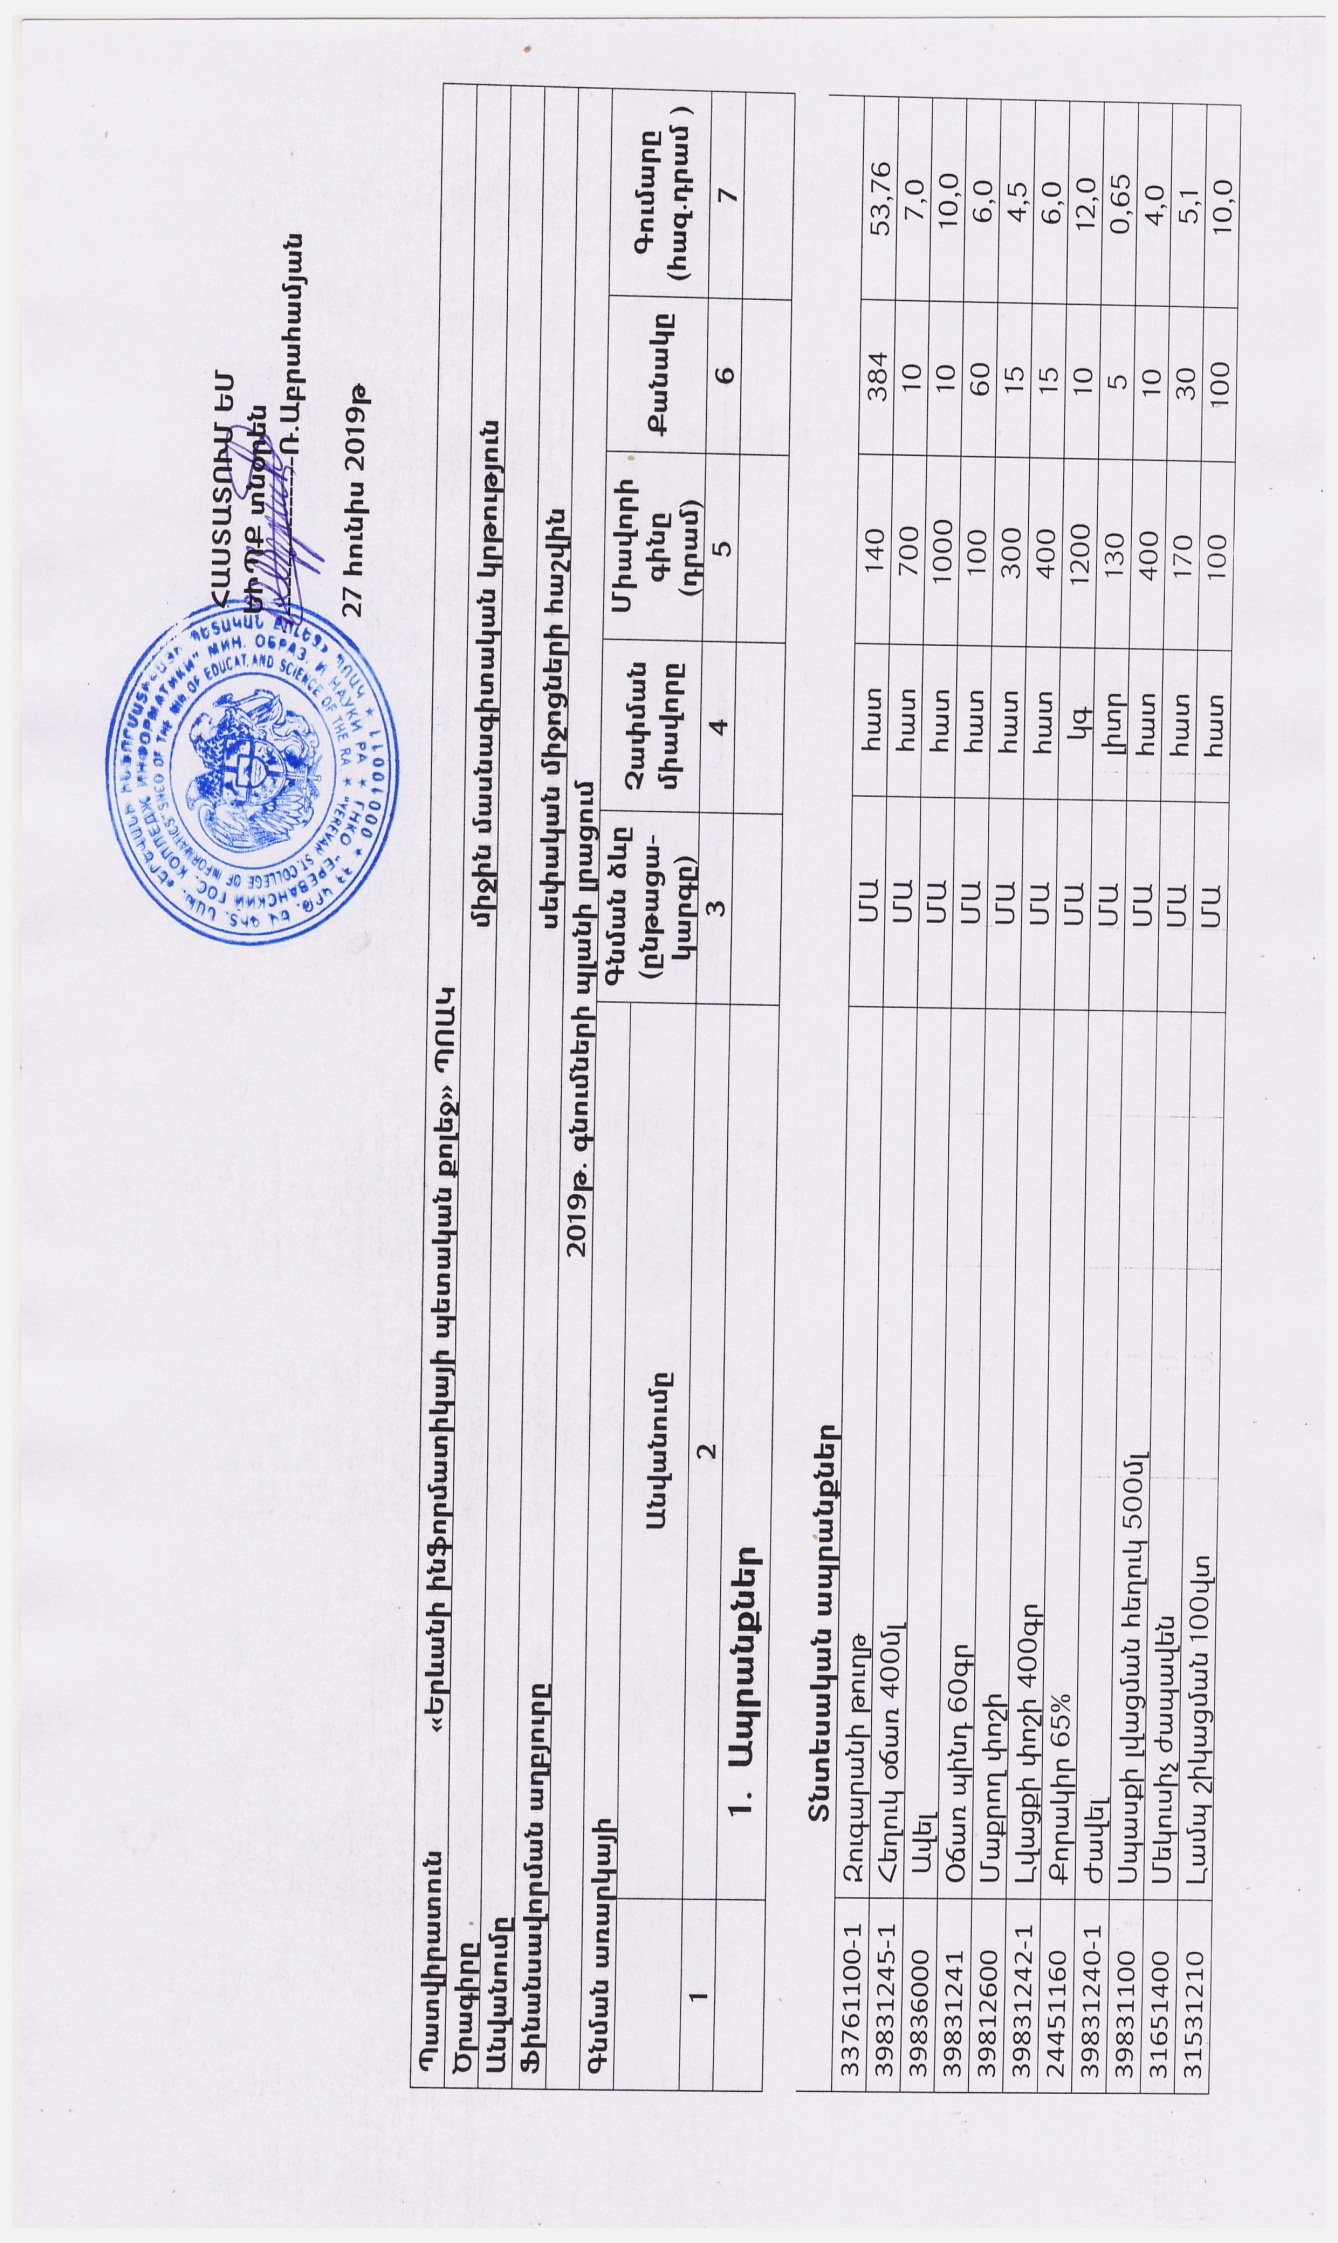 ՀԱՍՏԱՏՈՒՄ ԵՄ
ԵԻՊՔ տնօրեն
Ռ.Աբրահամյան
27 հունիս 2019թ
Պատվիրատուն «Երևանի ինֆորմատիկայի պետական քոլեջ» ՊՈԱԿ
Ծրագիրը միջին մասնագիտական կրթություն
Անվանումը
Ֆինանսավորման աղբյուրը սեփական միջոցների հաշվին
2019թ. գնումների պլանի լրացում
Գնման առարկայի
Անվանումը
Գնման ձևը
(ընթացա-
կարգը)
Չափման
միավորը
Միավորի
գինը
(դրամ)
Քանակը
Գումարը
(հազ.դրամ )
1 2 3 4 5 6 7
1. Ապրանքներ
Տնտեսական ապրանքներ
33761100-1 Զուգարանի թուղթ ՄԱ հատ 140 384 53,76
39831245-1 Հեղուկ օճառ 400մլ ՄԱ հատ 700 10 7,0
39836000 Ավել ՄԱ հատ 1000 10 10,0
39831241 Օճառ պինդ 60գր ՄԱ հատ 100 60 6,0
39812600 Մաքրող փոշի ՄԱ հատ 300 15 4,5
39831242-1 Լվացքի փոշի 400գր ՄԱ հատ 400 15 6,0
24451160 Քորակիր 65% ՄԱ կգ 1200 10 12,0
39831240-1 ժավել ՄԱ լիտր 130 5 0,65
39831100 Սպասքի լվացման հեղուկ 500մլ ՄԱ հատ 400 10 4,0
31651400 Մեկուսիչ ժապավեն ՄԱ հատ 170 30 5,1
31531210 Լամպ շիկացման 100վտ ՄԱ հատ 100 100 10,0